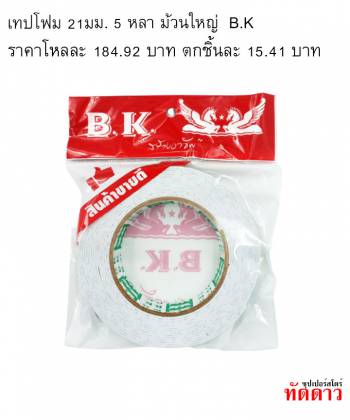 เทปโฟม 21มม. 5 หลา ม้วนใหญ่ B.K
ราคาโหลละ 184.92 บาท ตกชิ้นละ 15.41 บาท
B.K.
สินค้าขายดี
B.K.
ซุปเปอร์สโตร์
ทัดดาว